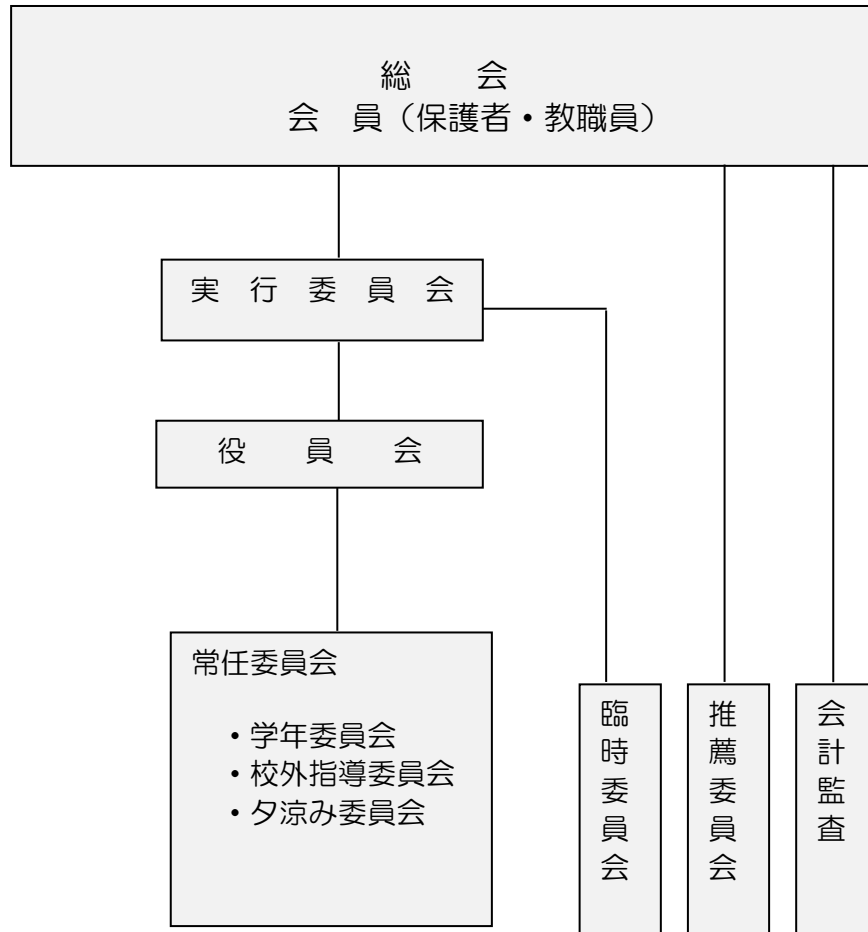 総　会
会　員（保護者・教職員）
実　行　委　員　会
役　員　会
常任委員会
・学年委員会
・校外指導委員会
・夕涼み委員会
臨時委員会
推薦委員会
会計監査